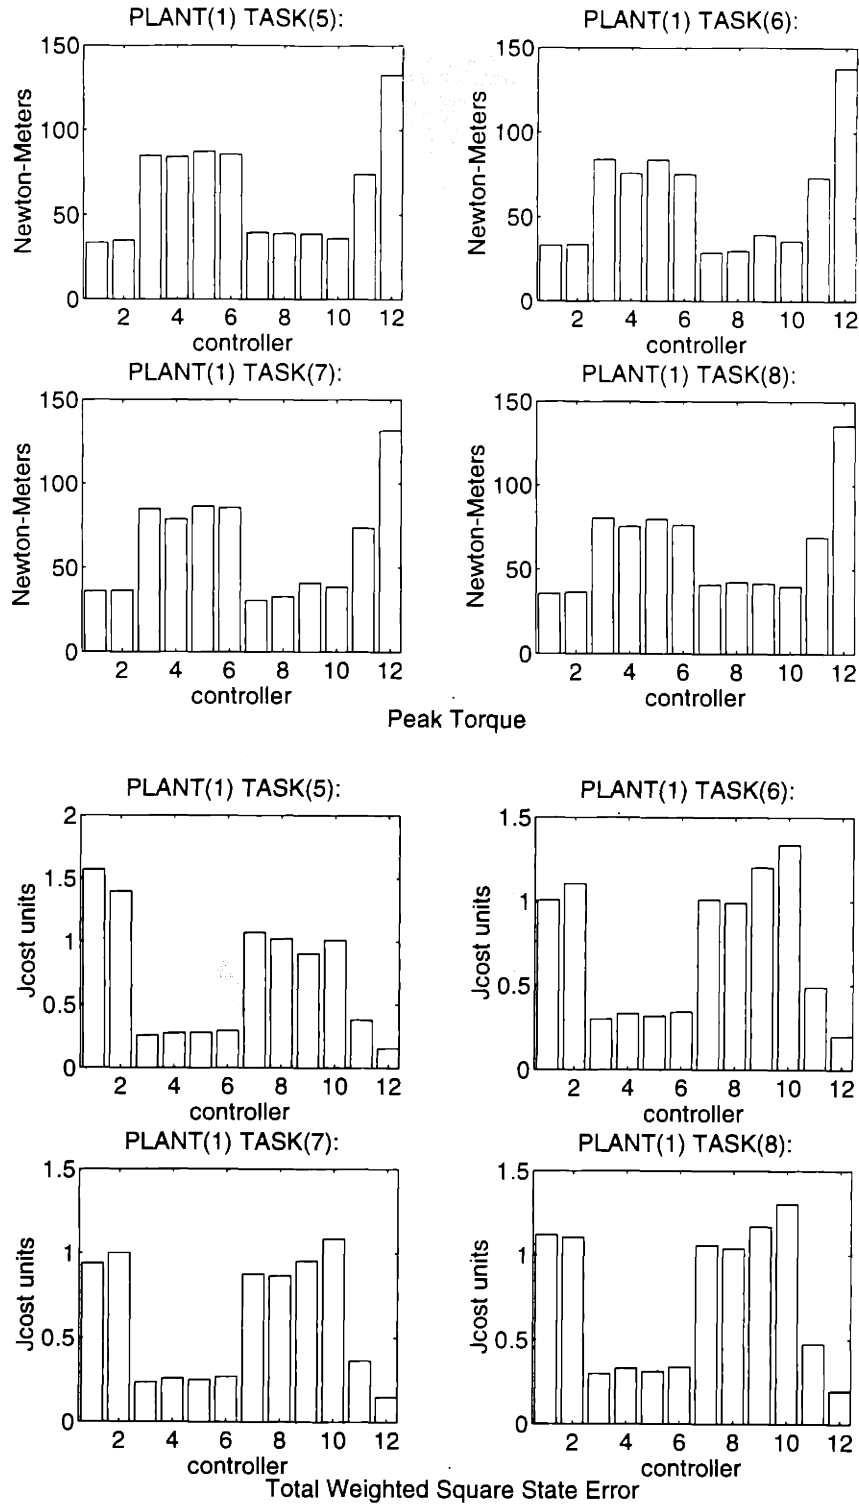 PLANT(1) TASK(5):
PLANT(1) TASK(6):
150
100
50
0
Newton-Meters
2 4 6 8 10 12
controller
150
100
50
0
Newton-Meters
2 4 6 8 10 12
controller
PLANT(1) TASK(7):
PLANT(1) TASK(8):
150
100
50
0
Newton-Meters
2 4 6 8 10 12
controller
150
100
50
0
Newton-Meters
2 4 6 8 10 12
controller
Peak Torque
PLANT(1) TASK(5):
PLANT(1) TASK(6):
2
1.5
1
0.5
0
Jcost units
2 4 6 8 10 12
controller
1.5
1
0.5
0
Jcost units
2 4 6 8 10 12
controller
PLANT(1) TASK(7):
PLANT(1) TASK(8):
1.5
1
0.5
0
Jcost units
2 4 6 8 10 12
controller
1.5
1
0.5
0
Jcost units
2 4 6 8 10 12
controller
Total Weighted Square State Error